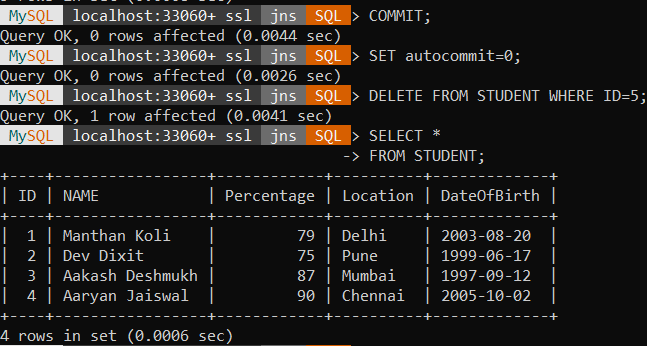 MySQL localhost:33060+ ssl jns SQL > COMMIT;
Query OK, 0 rows affected (0.0044 sec)
MySQL localhost:33060+ ssl jns SQL > SET autocommit=0;
Query OK, 0 rows affected (0.0026 sec)
MySQL localhost:33060+ ssl jns SQL > DELETE FROM STUDENT WHERE ID=5;
Query OK, 1 row affected (0.0041 sec)
MySQL localhost:33060+ ssl jns SQL > SELECT *
-> FROM STUDENT;
+----+-----------------+------------+----------+-------------+
| ID | NAME            | Percentage | Location | DateOfBirth |
+----+-----------------+------------+----------+-------------+
|  1 | Manthan Koli    |         79 | Delhi    | 2003-08-20  |
|  2 | Dev Dixit       |         75 | Pune     | 1999-06-17  |
|  3 | Aakash Deshmukh |         87 | Mumbai   | 1997-09-12  |
|  4 | Aaryan Jaiswal  |         90 | Chennai  | 2005-10-02  |
+----+-----------------+------------+----------+-------------+
4 rows in set (0.0006 sec)